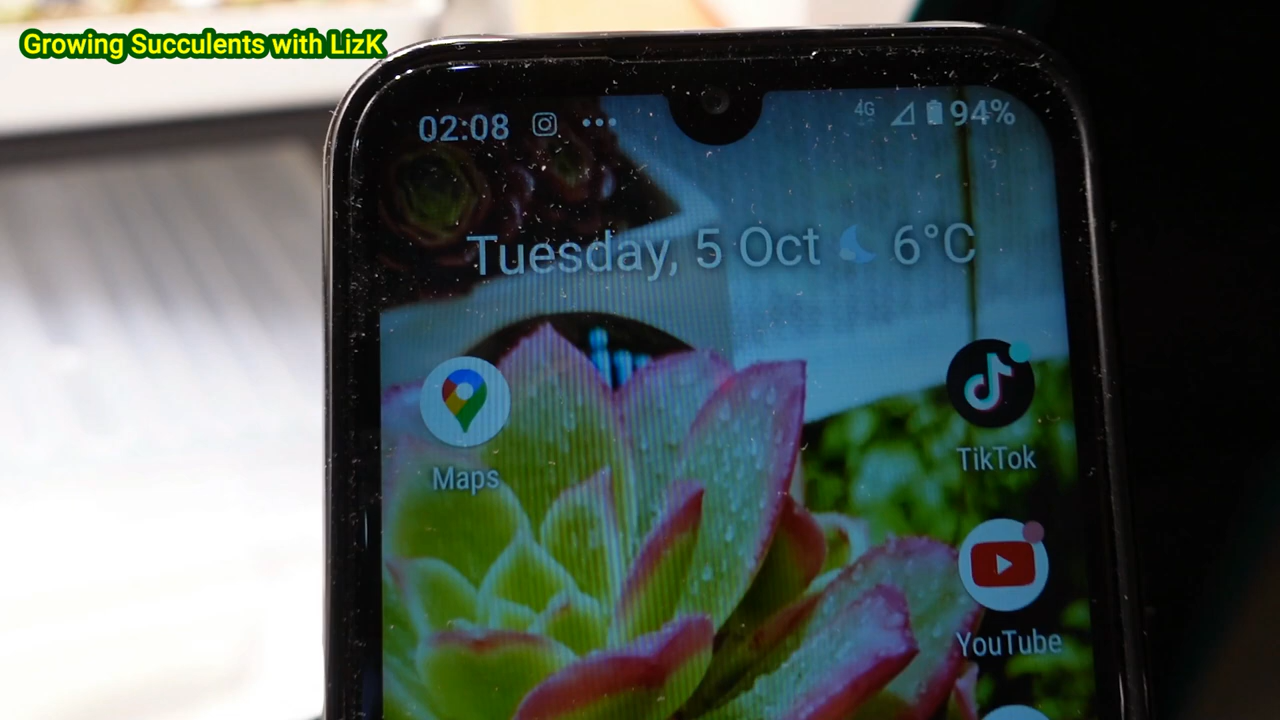 Growing Succulents with LizK
02:08 4G 94%
Tuesday, 5 Oct 6°C
Maps
TikTok
YouTube